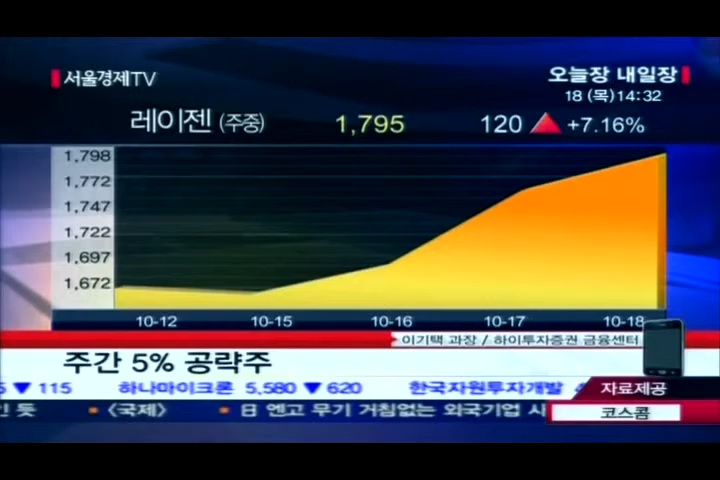 서울경제TV
오늘장 내일장
18 (목)14:32
레이젠 (주중) 1,795 120 ▲ +7.16%
1,798
1,772
1,747
1,722
1,697
1,672
10-12 10-15 10-16 10-17 10-18
이기택 과장 / 하이투자증권 금융센터
주간 5% 공략주
▼ 115 하나마이크론 5,580 ▼ 620 한국자원투자개발
자료제공
듯 <국제> 日 엔고 무기 거침없는 외국기업
코스콤